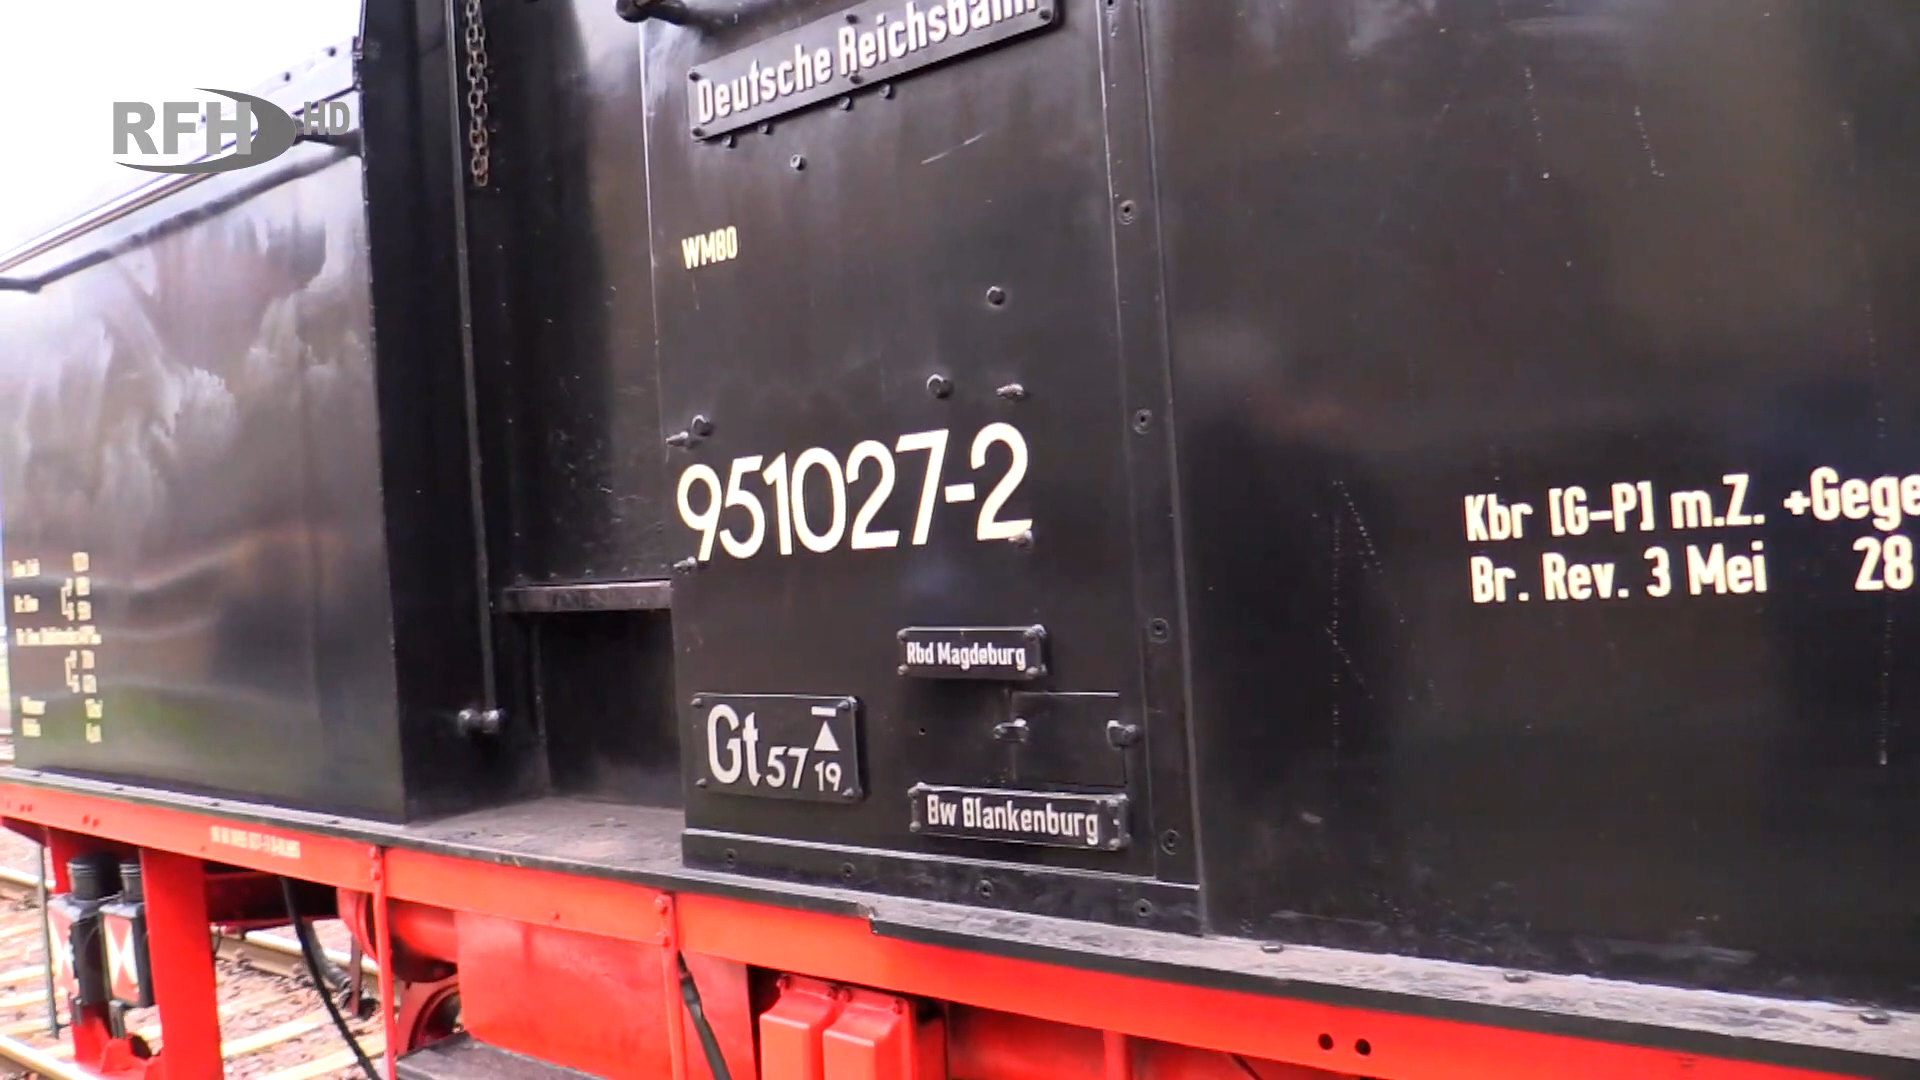 RFH HD
Deutsche Reichsbahn
WM80
951027-2
Kbr [G-P] m.Z. +Gege
Br. Rev. 3 Mei 28
Rbd Magdeburg
Gt 57 19
Bw Blankenburg